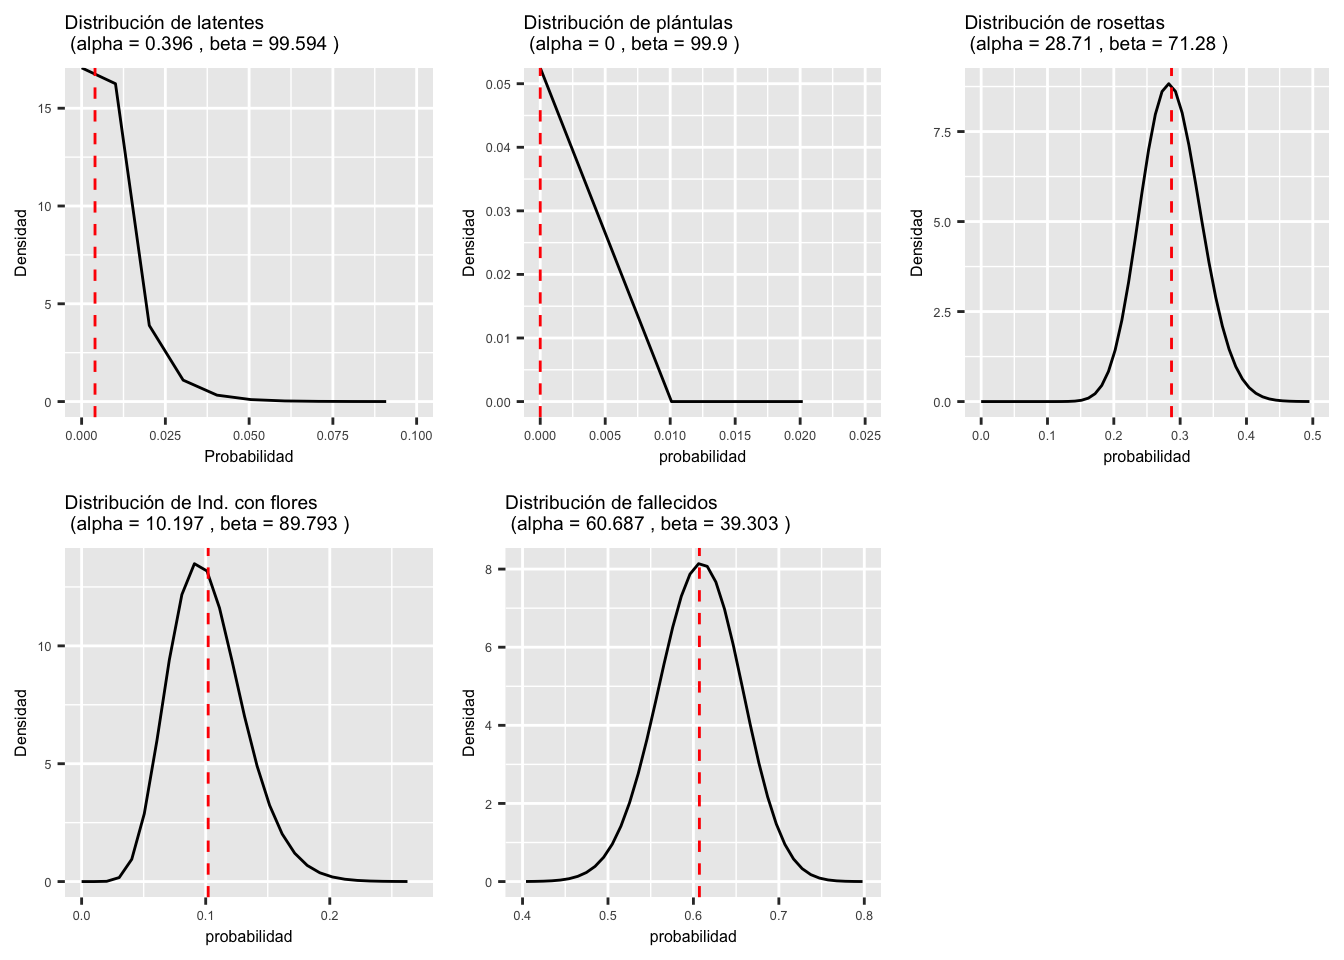 Distribución de latentes
(alpha = 0.396 , beta = 99.594 )
15
10
5
0
Densidad
0.000 0.025 0.050 0.075 0.100
Probabilidad
Distribución de plántulas
(alpha = 0 , beta = 99.9 )
0.05
0.04
0.03
0.02
0.01
0.00
Densidad
0.000 0.005 0.010 0.015 0.020 0.025
probabilidad
Distribución de rosettas
(alpha = 28.71 , beta = 71.28 )
7.5
5.0
2.5
0.0
Densidad
0.0 0.1 0.2 0.3 0.4 0.5
probabilidad
Distribución de Ind. con flores
(alpha = 10.197 , beta = 89.793 )
10
5
0
Densidad
0.0 0.1 0.2
probabilidad
Distribución de fallecidos
(alpha = 60.687 , beta = 39.303 )
8
6
4
2
0
Densidad
0.4 0.5 0.6 0.7 0.8
probabilidad